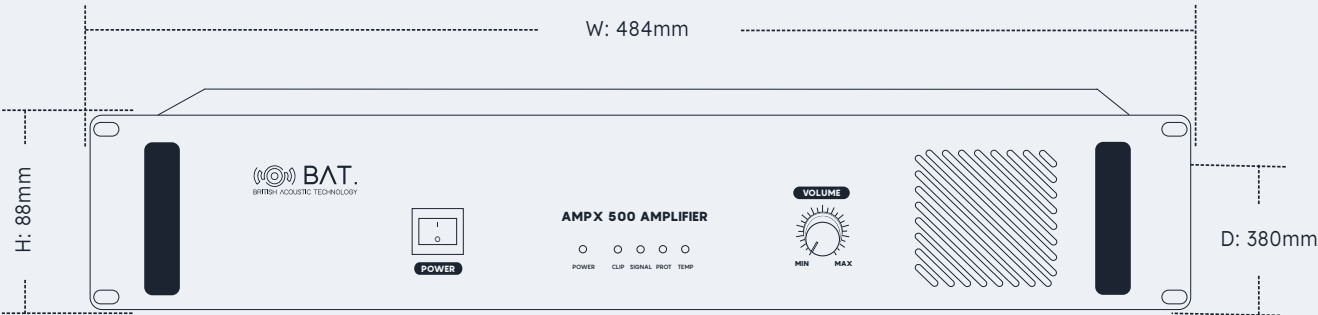 W: 484mm
H: 88mm
BAT.
BRITISH ACOUSTIC TECHNOLOGY
POWER
AMPX 500 AMPLIFIER
POWER CLIP SIGNAL PROT TEMP
VOLUME
MIN MAX
D: 380mm